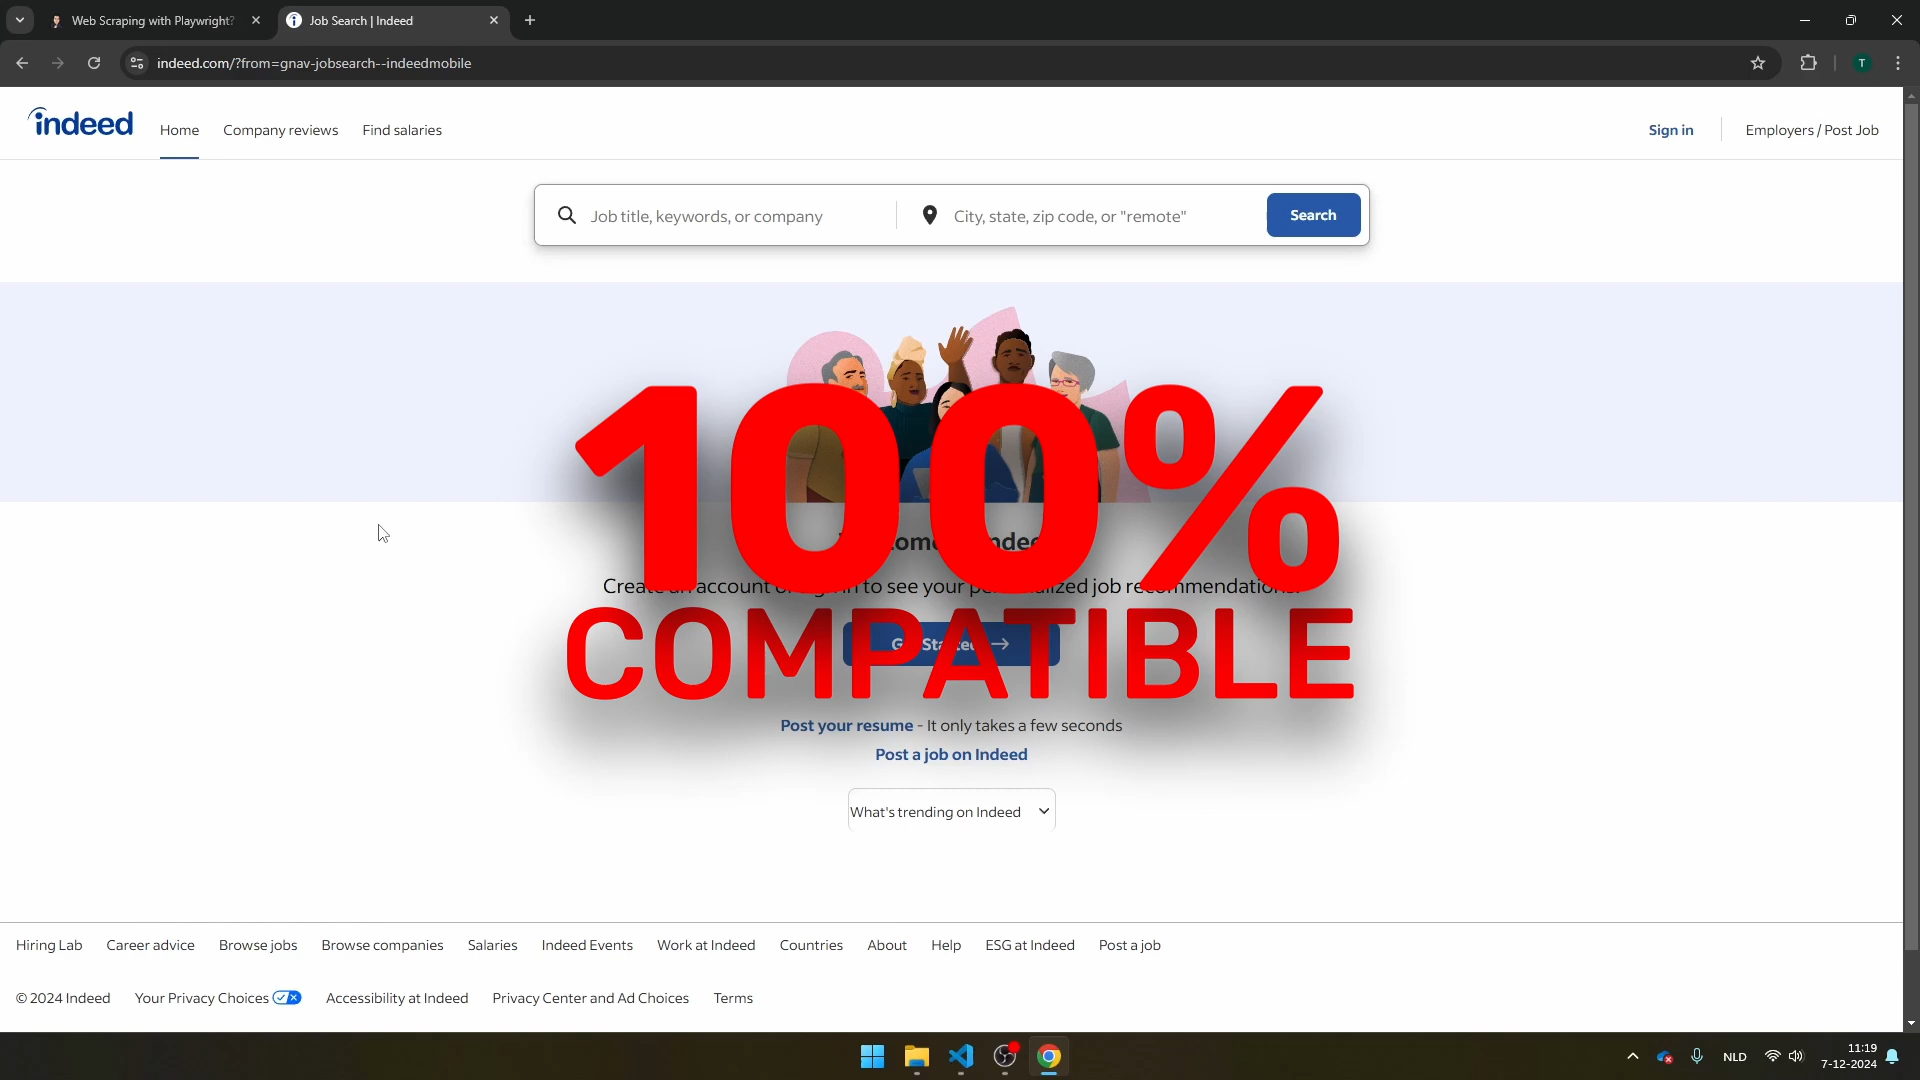 Web Scraping with Playwright?
Job Search | Indeed
indeed.com/?from=gnav-jobsearch--indeedmobile
T
indeed
Home
Company reviews
Find salaries
Sign in
Employers / Post Job
Job title, keywords, or company
City, state, zip code, or "remote"
Search
100%
COMPATIBLE
Post your resume - It only takes a few seconds
Post a job on Indeed
What's trending on Indeed
Hiring Lab
Career advice
Browse jobs
Browse companies
Salaries
Indeed Events
Work at Indeed
Countries
About
Help
ESG at Indeed
Post a job
© 2024 Indeed
Your Privacy Choices
Accessibility at Indeed
Privacy Center and Ad Choices
Terms
NLD
11:19
7-12-2024